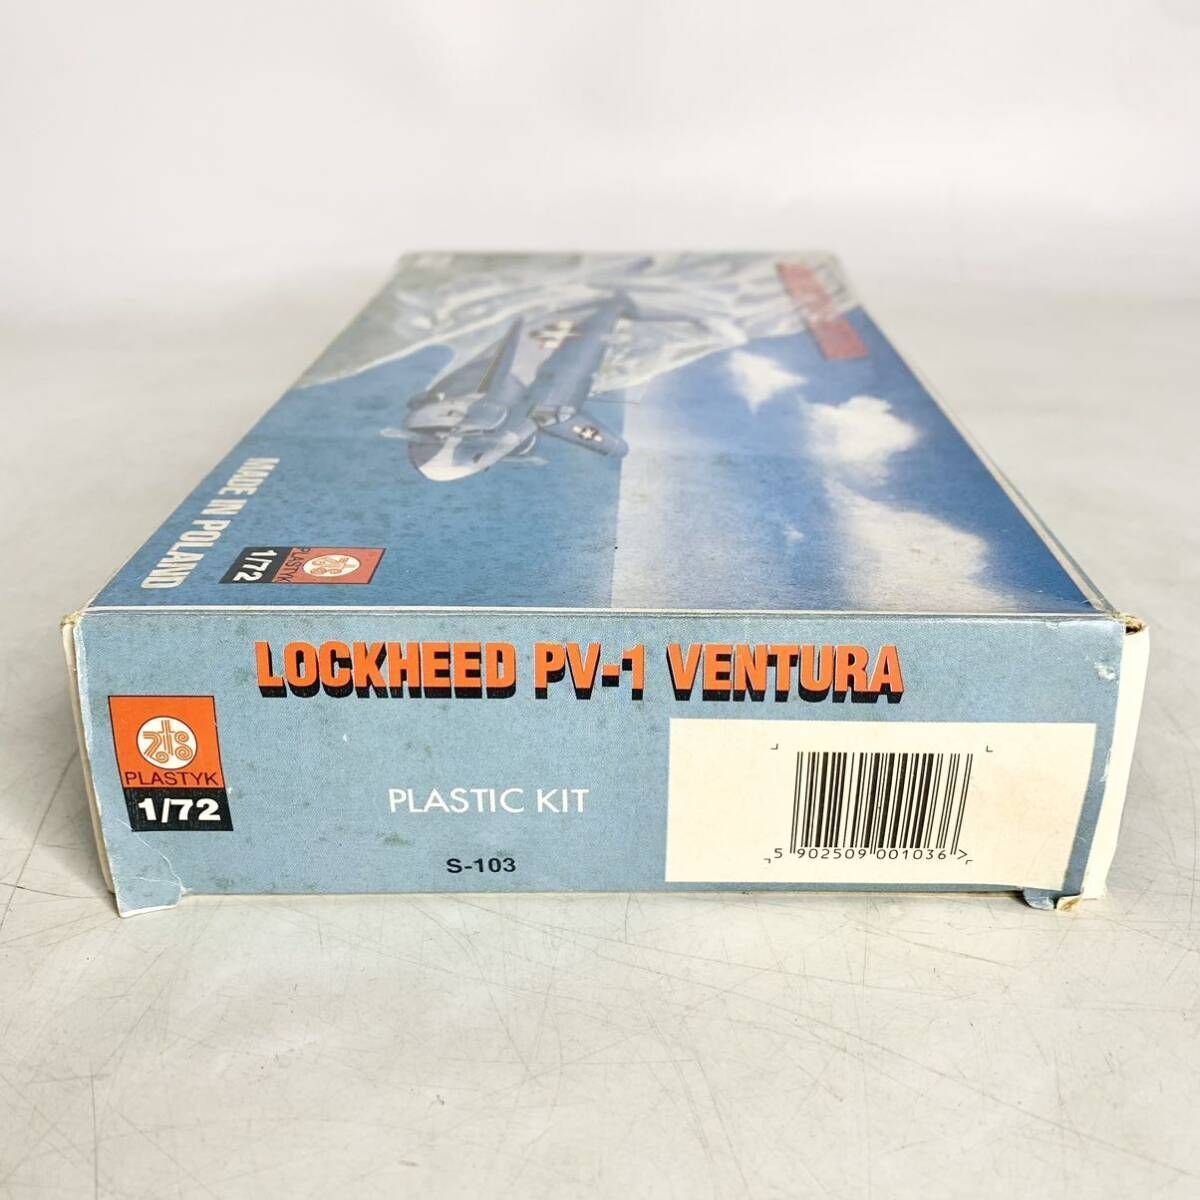 MADE IN POLAND
PLASTYK
1/72
LOCKHEED PV-1 VENTURA
PLASTYK
1/72
PLASTIC KIT
S-103
5 902509 001036 >